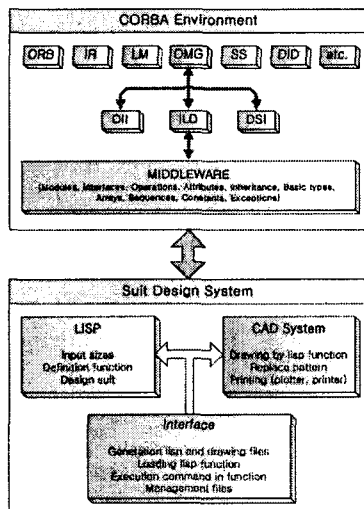 CORBA Environment
ORB IR LM OMG SS DID etc.
DII ILD DSI
MIDDLEWARE
(Modules, Interfaces, Operations, Attributes, Inheritance, Basic types,
Arrays, Sequences, Constants, Exceptions)
Suit Design System
LISP
Input sizes
Definition function
Design suit
CAD System
Drawing by lisp function
Replace pattern
Printing (plotter, printer)
Interface
Generation lisp and drawing files
Loading lisp function
Execution command in function
Management files